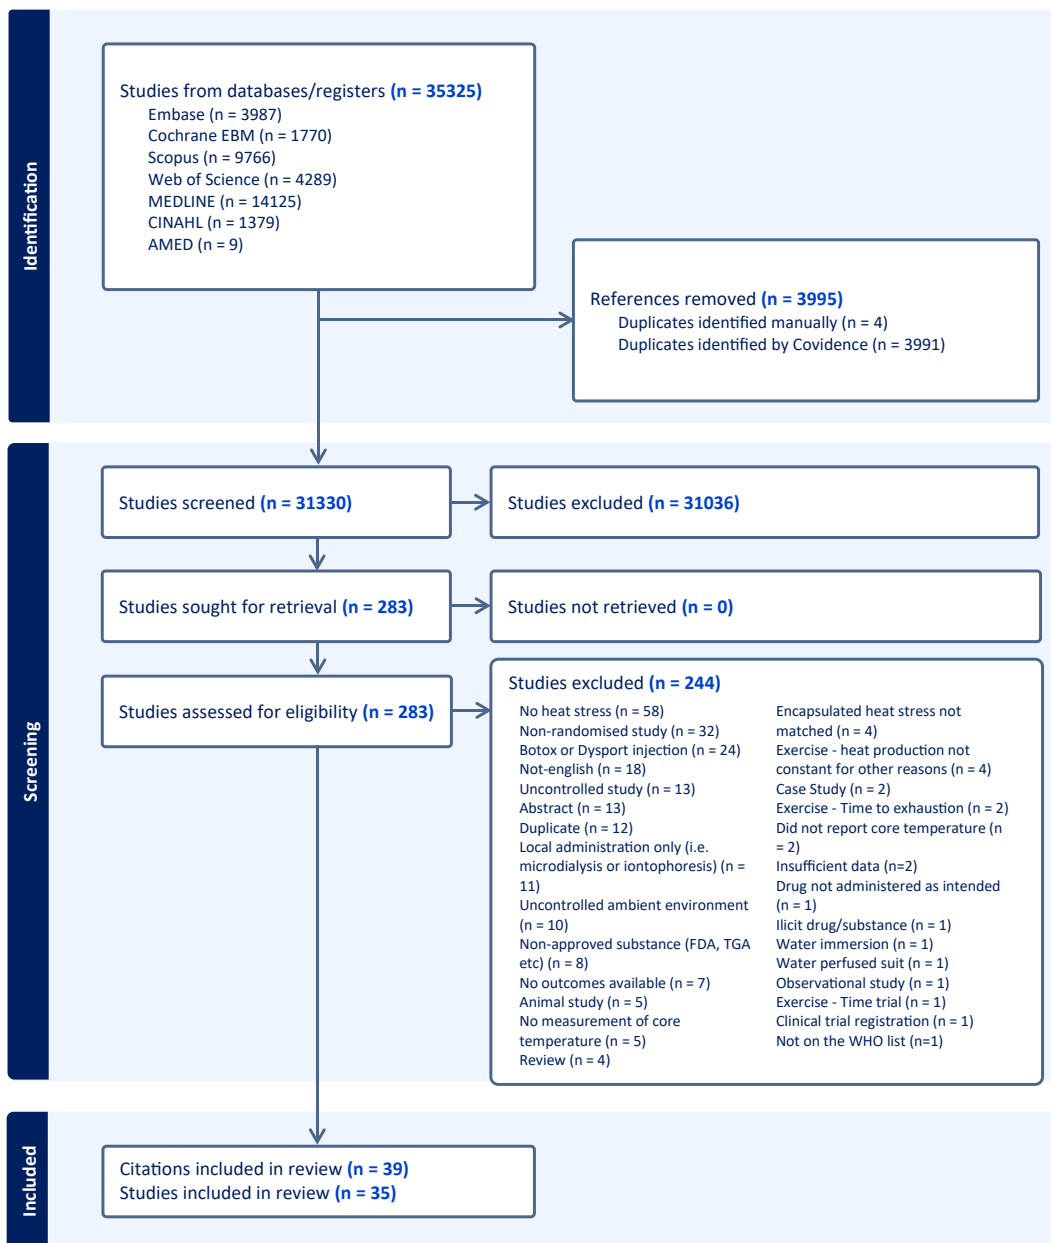 Identification
Studies from databases/registers (n = 35325)
Embase (n = 3987)
Cochrane EBM (n = 1770)
Scopus (n = 9766)
Web of Science (n = 4289)
MEDLINE (n = 14125)
CINAHL (n = 1379)
AMED (n = 9)
References removed (n = 3995)
Duplicates identified manually (n = 4)
Duplicates identified by Covidence (n = 3991)
Screening
Studies screened (n = 31330)
Studies excluded (n = 31036)
Studies sought for retrieval (n = 283)
Studies not retrieved (n = 0)
Studies assessed for eligibility (n = 283)
Studies excluded (n = 244)
No heat stress (n = 58)
Non-randomised study (n = 32)
Botox or Dysport injection (n = 24)
Not-english (n = 18)
Uncontrolled study (n = 13)
Abstract (n = 13)
Duplicate (n = 12)
Local administration only (i.e.
microdialysis or iontophoresis) (n =
11)
Uncontrolled ambient environment
(n = 10)
Non-approved substance (FDA, TGA
etc) (n = 8)
No outcomes available (n = 7)
Animal study (n = 5)
No measurement of core
temperature (n = 5)
Review (n = 4)
Encapsulated heat stress not
matched (n = 4)
Exercise - heat production not
constant for other reasons (n = 4)
Case Study (n = 2)
Exercise - Time to exhaustion (n = 2)
Did not report core temperature (n
= 2)
Insufficient data (n=2)
Drug not administered as intended
(n = 1)
Ilicit drug/substance (n = 1)
Water immersion (n = 1)
Water perfused suit (n = 1)
Observational study (n = 1)
Exercise - Time trial (n = 1)
Clinical trial registration (n = 1)
Not on the WHO list (n=1)
Included
Citations included in review (n = 39)
Studies included in review (n = 35)